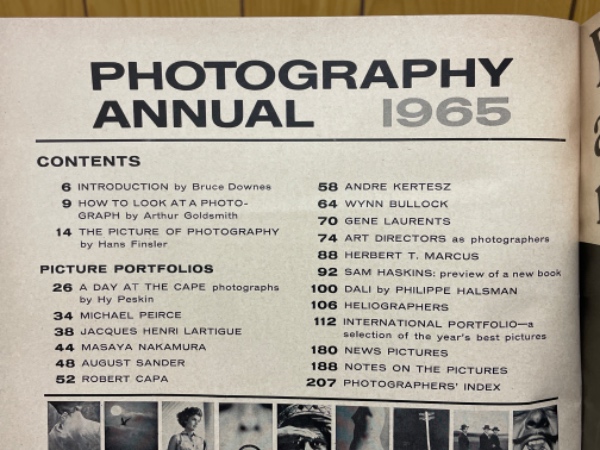 PHOTOGRAPHY
ANNUAL 1965
CONTENTS
6 INTRODUCTION by Bruce Downes
9 HOW TO LOOK AT A PHOTO-
GRAPH by Arthur Goldsmith
14 THE PICTURE OF PHOTOGRAPHY
by Hans Finsler
PICTURE PORTFOLIOS
26 A DAY AT THE CAPE photographs
by Hy Peskin
34 MICHAEL PEIRCE
38 JACQUES HENRI LARTIGUE
44 MASAYA NAKAMURA
48 AUGUST SANDER
52 ROBERT CAPA
58 ANDRE KERTESZ
64 WYNN BULLOCK
70 GENE LAURENTS
74 ART DIRECTORS as photographers
88 HERBERT T. MARCUS
92 SAM HASKINS: preview of a new book
100 DALI by PHILIPPE HALSMAN
106 HELIOGRAPHERS
112 INTERNATIONAL PORTFOLIO—a
selection of the year's best pictures
180 NEWS PICTURES
188 NOTES ON THE PICTURES
207 PHOTOGRAPHERS' INDEX